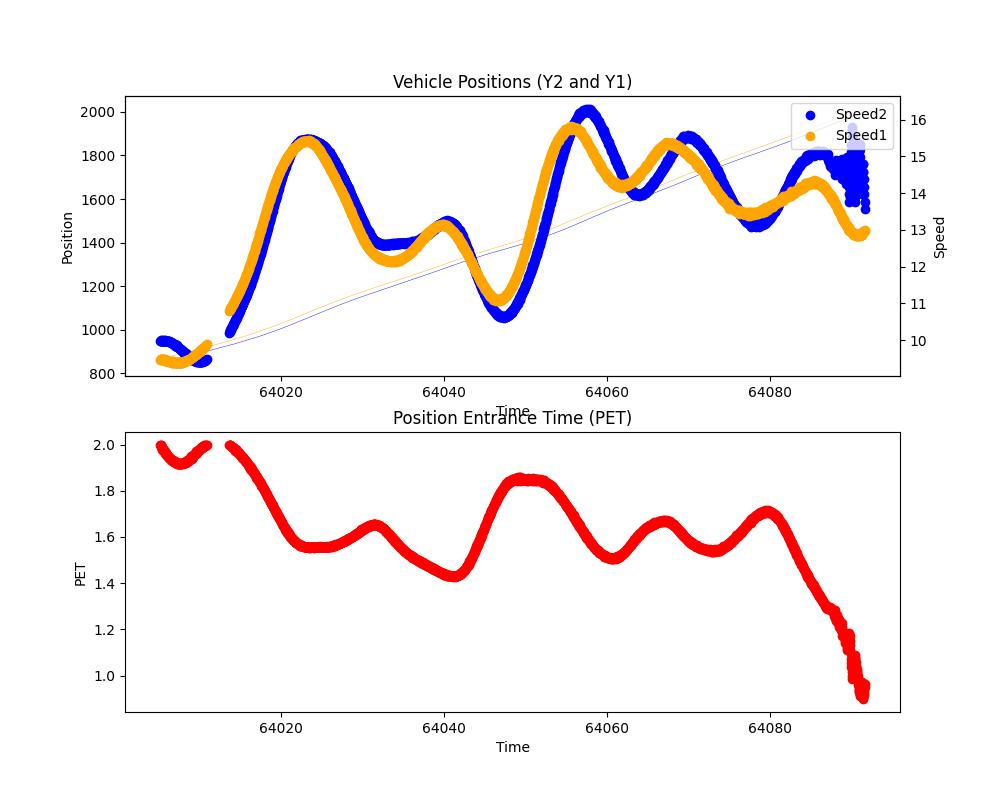 Vehicle Positions (Y2 and Y1)
2000
1800
1600
1400
1200
1000
800
Position
16
15
14
13
12
11
10
Speed
Speed2
Speed1
64020 64040 64060 64080
Time
Position Entrance Time (PET)
2.0
1.8
1.6
1.4
1.2
1.0
PET
64020 64040 64060 64080
Time